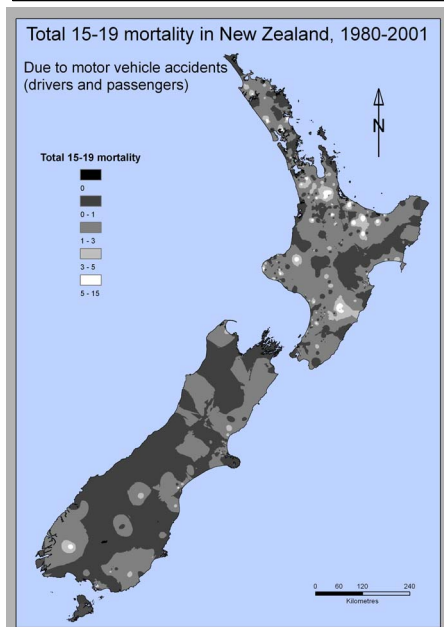 Total 15-19 mortality in New Zealand, 1980-2001
Due to motor vehicle accidents
(drivers and passengers)
N
Total 15-19 mortality
0
0 - 1
1 - 3
3 - 5
5 - 15
0 60 120 180 240
Kilometres